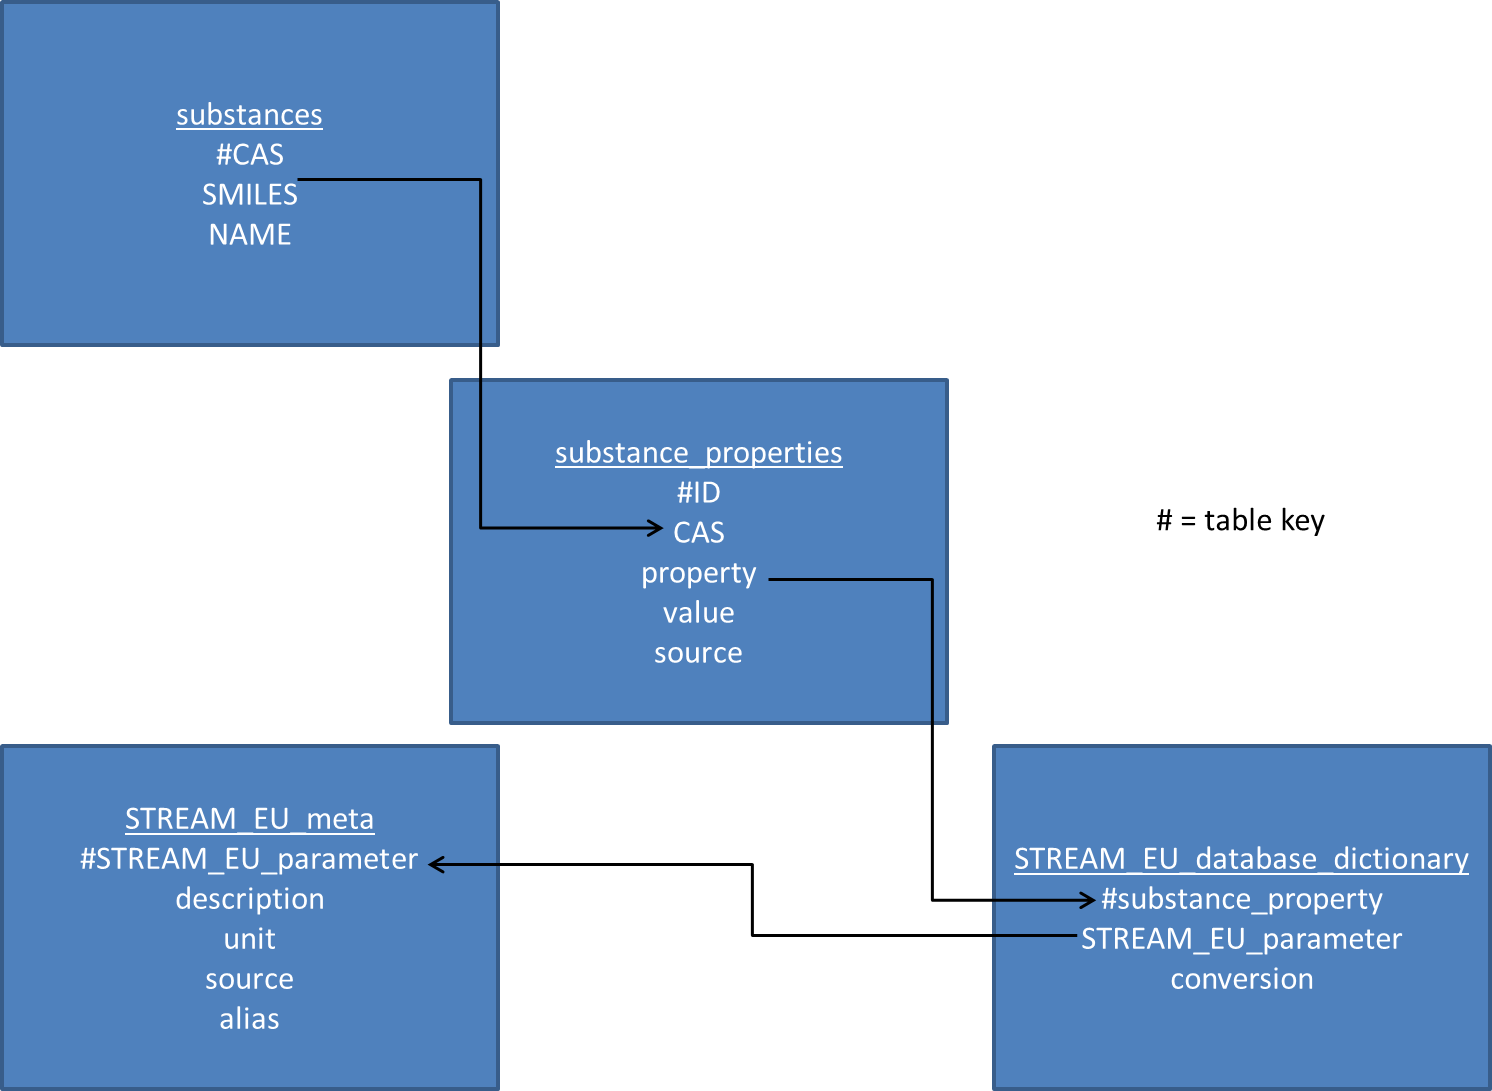 substances
#CAS
SMILES
NAME
substance_properties
#ID
CAS
property
value
source
# = table key
STREAM_EU_meta
#STREAM_EU_parameter
description
unit
source
alias
STREAM_EU_database_dictionary
#substance_property
STREAM_EU_parameter
conversion